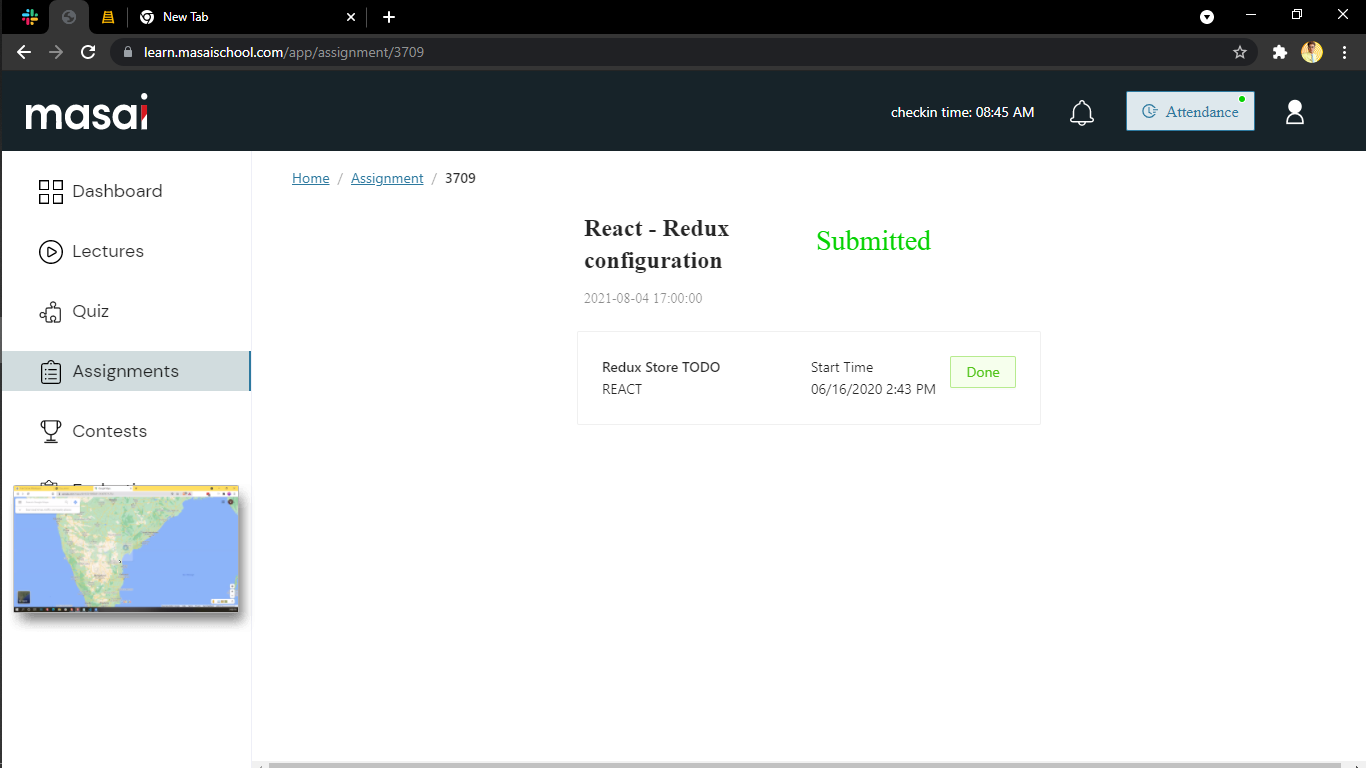 New Tab
learn.masaischool.com/app/assignment/3709
masai
checkin time: 08:45 AM
Attendance
Dashboard
Lectures
Quiz
Assignments
Contests
Home / Assignment / 3709
React - Redux
configuration
Submitted
2021-08-04 17:00:00
Redux Store TODO
REACT
Start Time
06/16/2020 2:43 PM
Done